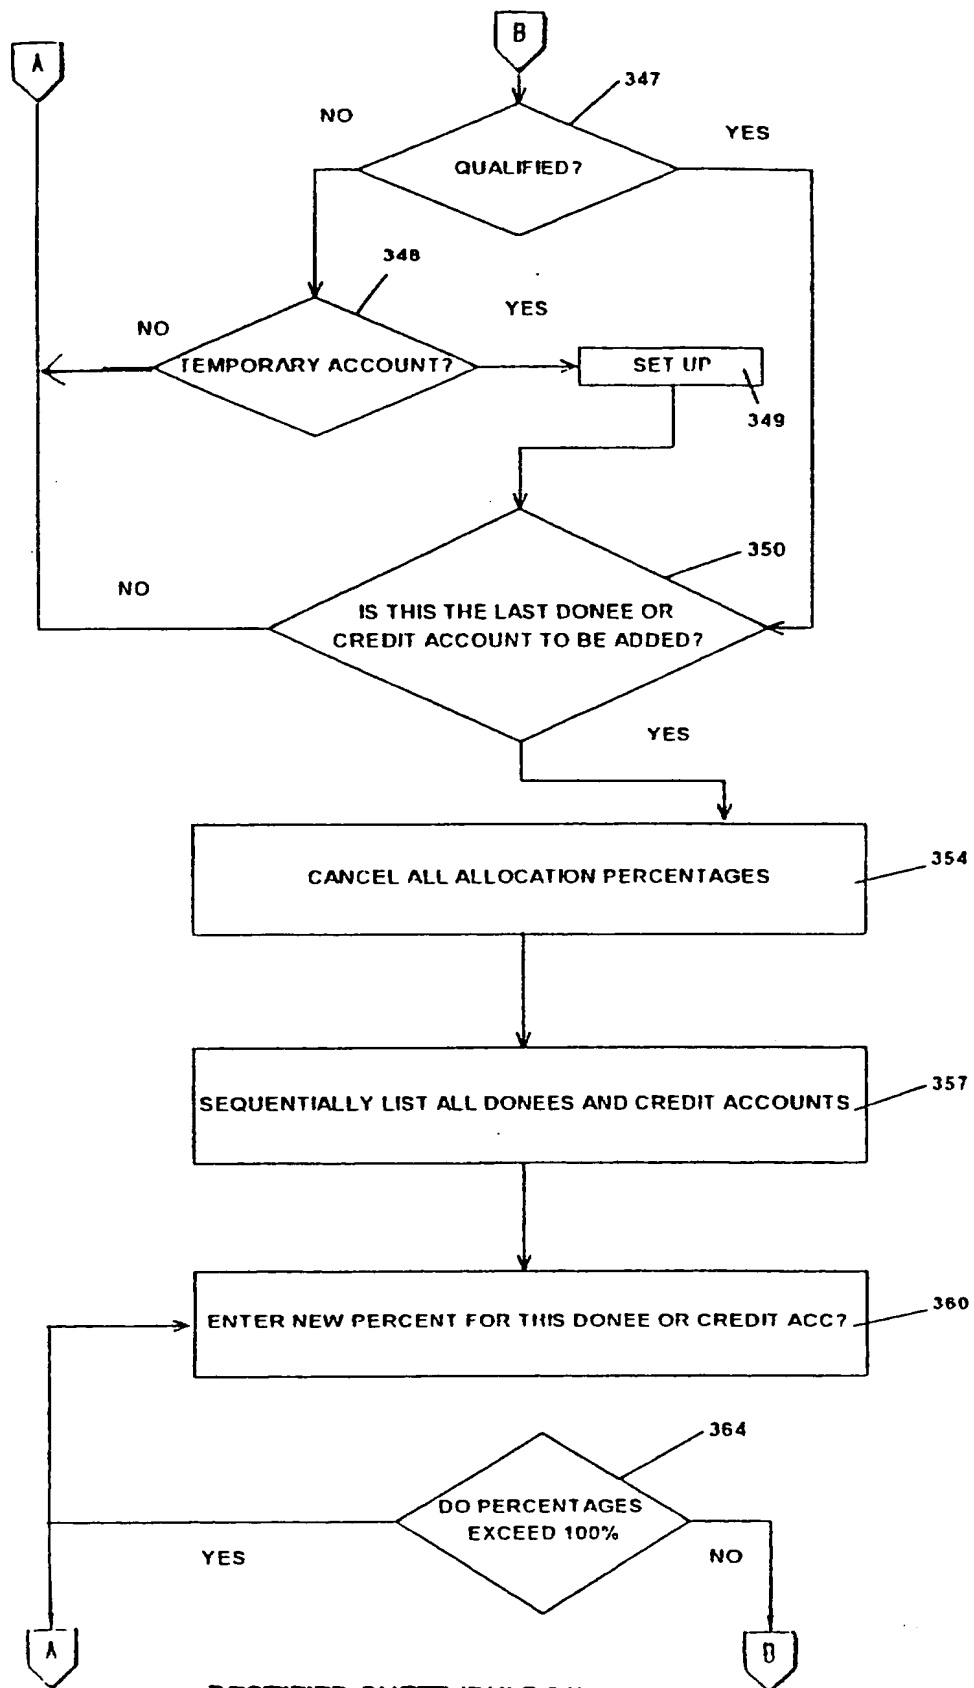 A
B
347
NO
YES
QUALIFIED?
348
YES
NO
TEMPORARY ACCOUNT?
SET UP
349
350
NO
IS THIS THE LAST DONEE OR
CREDIT ACCOUNT TO BE ADDED?
YES
354
CANCEL ALL ALLOCATION PERCENTAGES
357
SEQUENTIALLY LIST ALL DONEES AND CREDIT ACCOUNTS
360
ENTER NEW PERCENT FOR THIS DONEE OR CREDIT ACC?
364
DO PERCENTAGES
EXCEED 100%
YES
NO
A